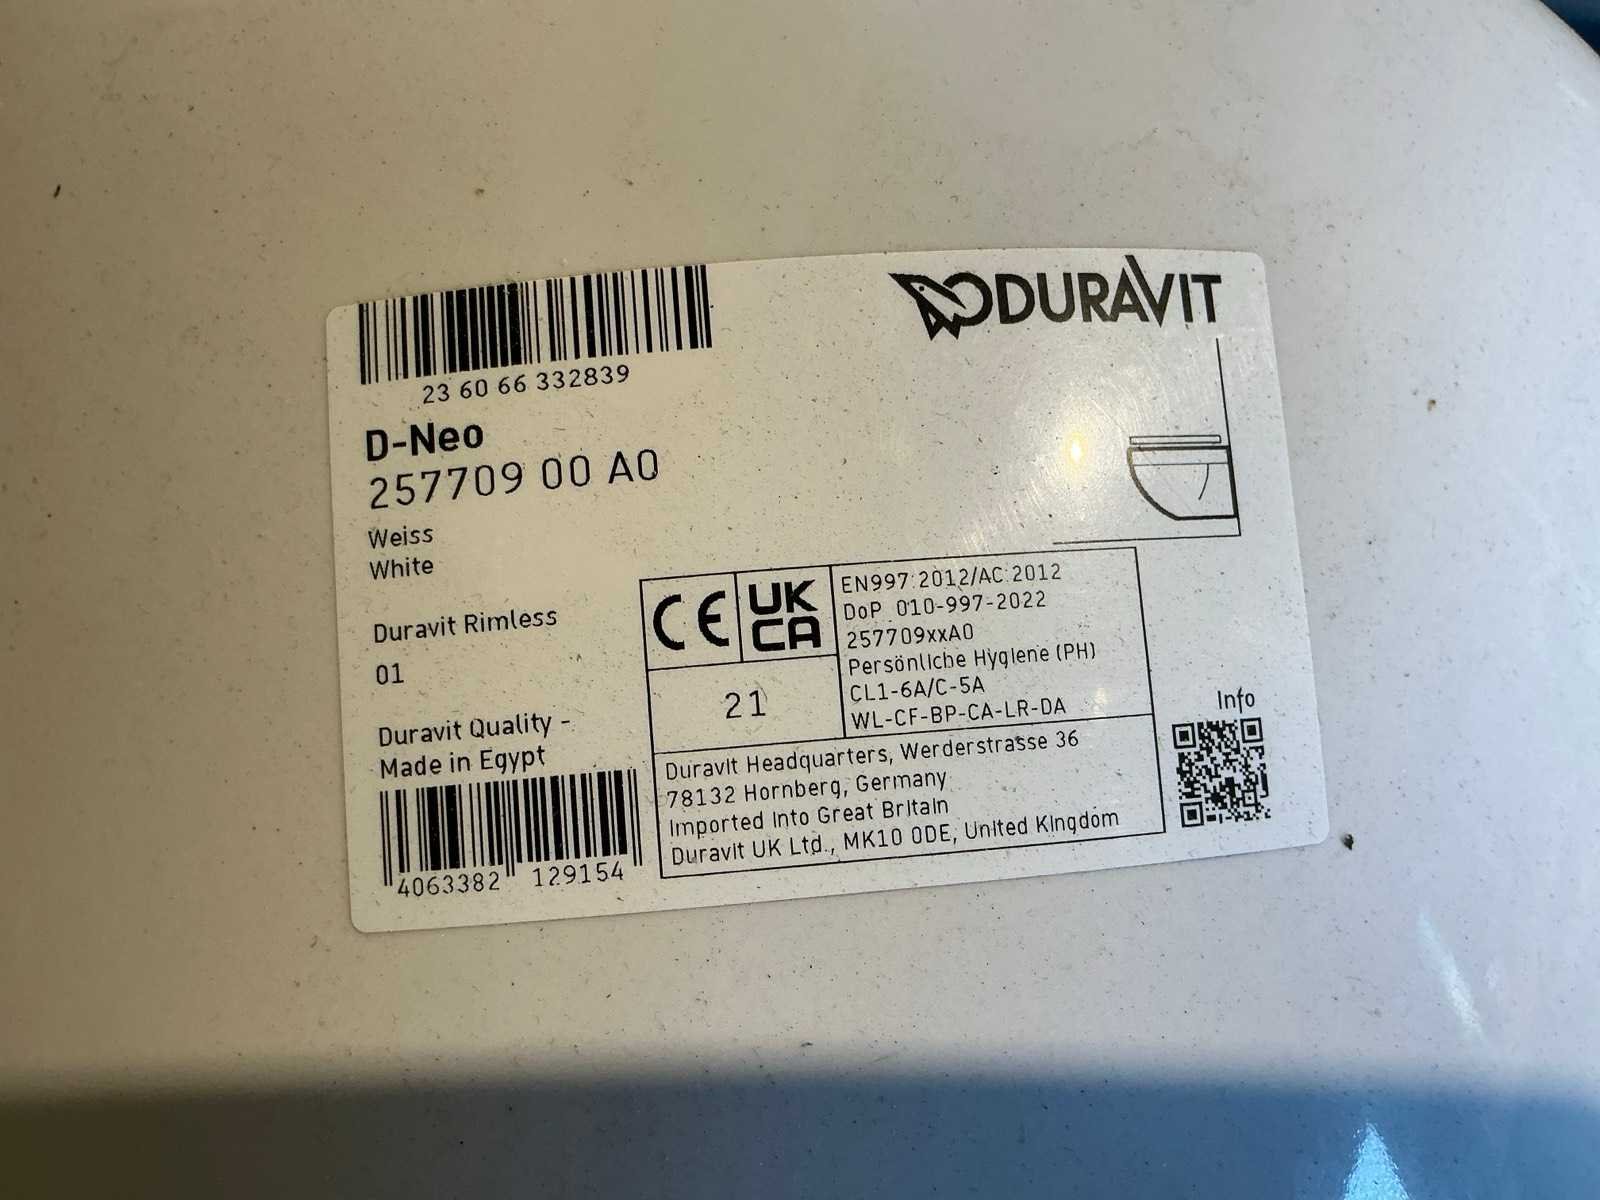 DURAVIT
23 60 66 332839
D-Neo
257709 00 A0
Weiss
White
Duravit Rimless
01
Duravit Quality -
Made in Egypt
4063382 129154
CE
UK
CA
21
EN997:2012/AC:2012
DoP 010-997-2022
257709xxA0
Persönliche Hygiene (PH)
CL1-6A/C-5A
WL-CF-BP-CA-LR-DA
Duravit Headquarters, Werderstrasse 36
78132 Hornberg, Germany
Imported Into Great Britain
Duravit UK Ltd., MK10 0DE, United Kingdom
Info